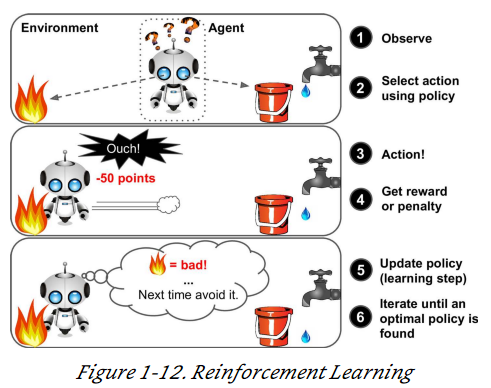 Environment
Agent
? ? ?
1 Observe
2 Select action
using policy
Ouch!
-50 points
3 Action!
4 Get reward
or penalty
= bad!
...
Next time avoid it.
5 Update policy
(learning step)
6 Iterate until an
optimal policy is
found
Figure 1-12. Reinforcement Learning